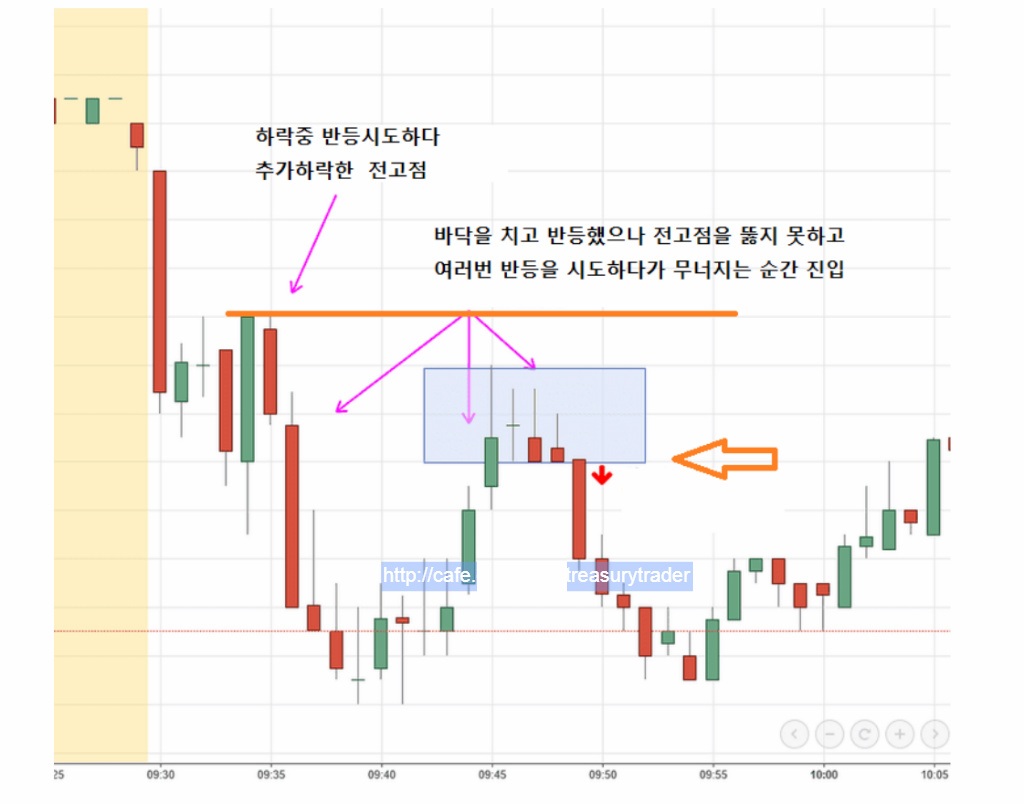 하락중 반등시도하다
추가하락한 전고점
바닥을 치고 반등했으나 전고점을 뚫지 못하고
여러번 반등을 시도하다가 무너지는 순간 진입
http://cafe. treasurytrader
25 09:30 09:35 09:40 09:45 09:50 09:55 10:00 10:05